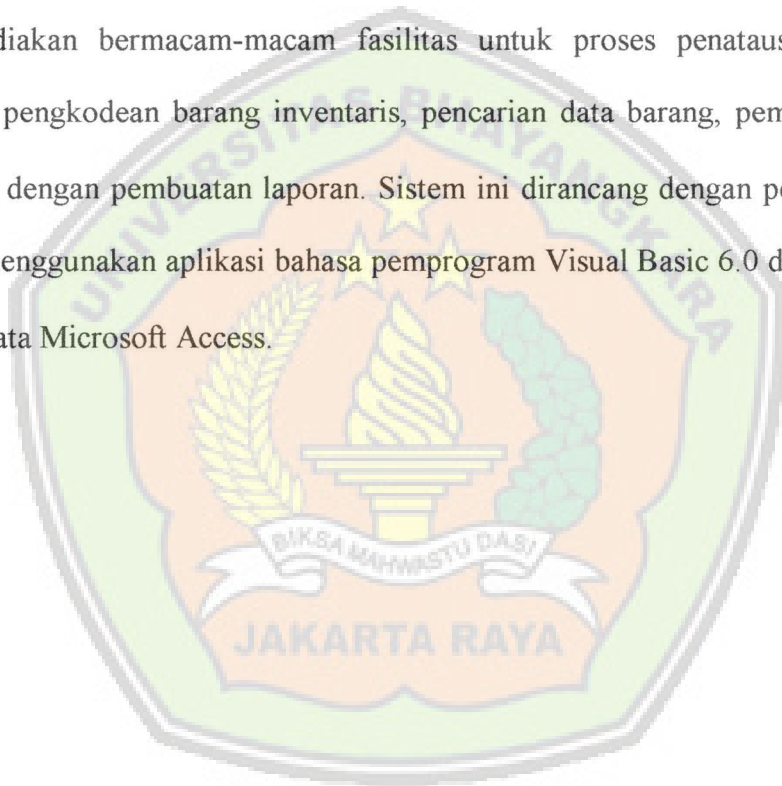 diakan bermacam-macam fasilitas untuk proses penataus
pengkodean barang inventaris, pencarian data barang, pem
dengan pembuatan laporan. Sistem ini dirancang dengan pe
enggunakan aplikasi bahasa pemprogram Visual Basic 6.0 d
ata Microsoft Access.
UNIVERSITAS BHAYANGKARA
BIKSA MAHWASTU DASI
JAKARTA RAYA